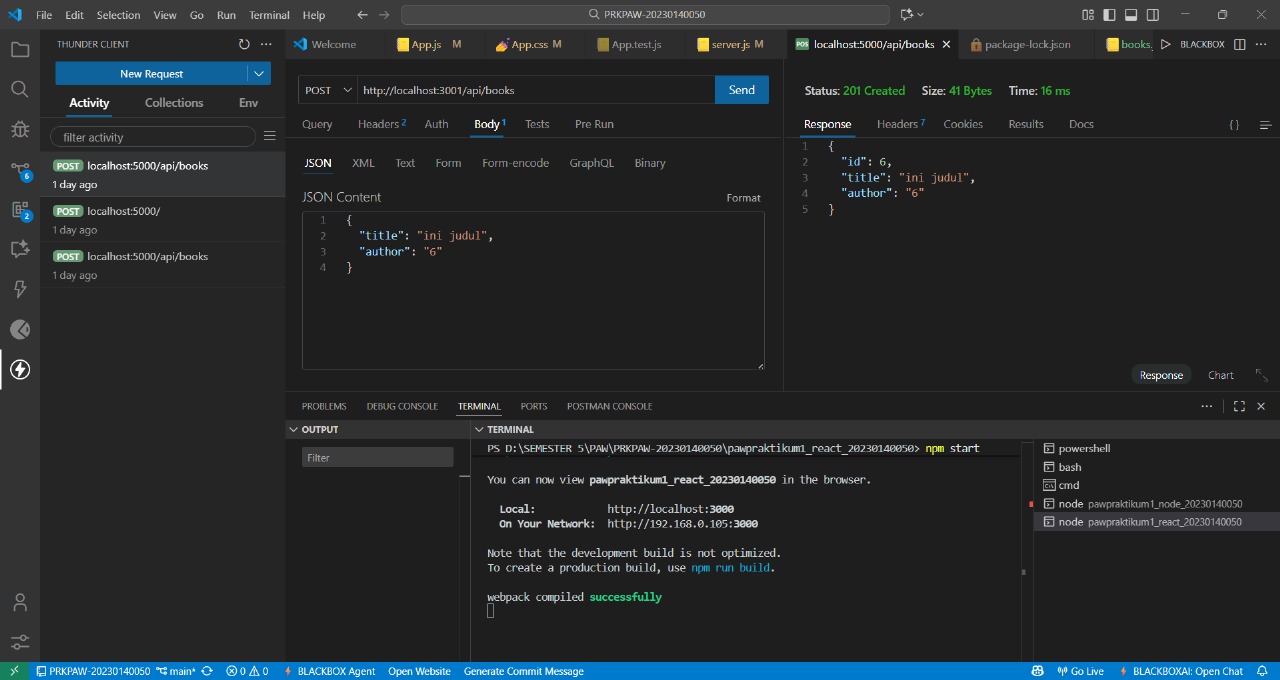 File Edit Selection View Go Run Terminal Help PRKPAW-20230140050
THUNDER CLIENT
Welcome App.js M App.css M App.test.js server.js M POS localhost:5000/api/books package-lock.json books. BLACKBOX
New Request
Activity Collections Env
filter activity
POST localhost:5000/api/books
1 day ago
POST localhost:5000/
1 day ago
POST localhost:5000/api/books
1 day ago
6
2
POST http://localhost:3001/api/books Send
Query Headers 2 Auth Body 1 Tests Pre Run
JSON XML Text Form Form-encode GraphQL Binary
JSON Content Format
1 {
2 "title": "ini judul",
3 "author": "6"
4 }
Status: 201 Created Size: 41 Bytes Time: 16 ms
Response Headers 7 Cookies Results Docs { }
1 {
2 "id": 6,
3 "title": "ini judul",
4 "author": "6"
5 }
Response Chart
PROBLEMS DEBUG CONSOLE TERMINAL PORTS POSTMAN CONSOLE
OUTPUT
Filter
TERMINAL
PS D:\SEMESTER 5\PAW\PRKPAW-20230140050\pawpraktikum1_react_20230140050> npm start
You can now view pawpraktikum1_react_20230140050 in the browser.
Local: http://localhost:3000
On Your Network: http://192.168.0.105:3000
Note that the development build is not optimized.
To create a production build, use npm run build.
webpack compiled successfully
powershell
bash
cmd
node pawpraktikum1_node_20230140050
node pawpraktikum1_react_20230140050
PRKPAW-20230140050 main* 0 0 BLACKBOX Agent Open Website Generate Commit Message Go Live BLACKBOXAI: Open Chat